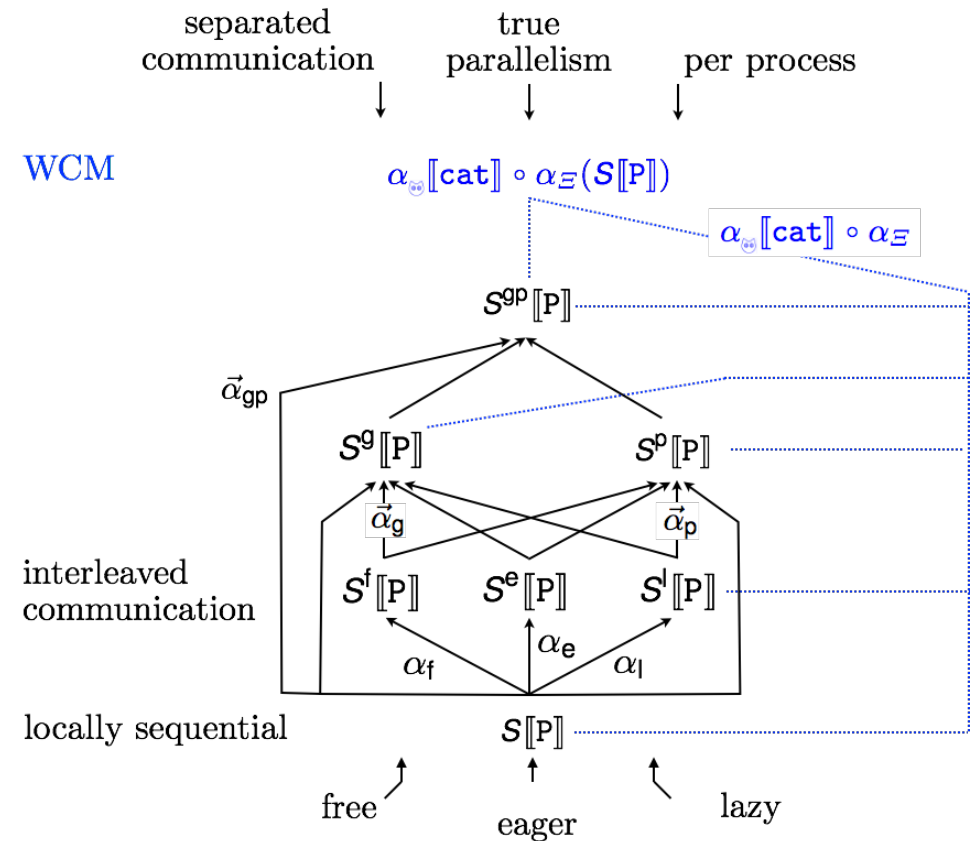 separated communication
true parallelism
per process
WCM
α⟦cat⟧ ∘ α_Ξ(S⟦P⟧)
α⟦cat⟧ ∘ α_Ξ
S^gp⟦P⟧
α⃗_gp
S^g⟦P⟧
S^p⟦P⟧
α⃗_g
α⃗_p
interleaved
communication
S^f⟦P⟧
S^e⟦P⟧
S^l⟦P⟧
α_f
α_e
α_l
locally sequential
S⟦P⟧
free
eager
lazy